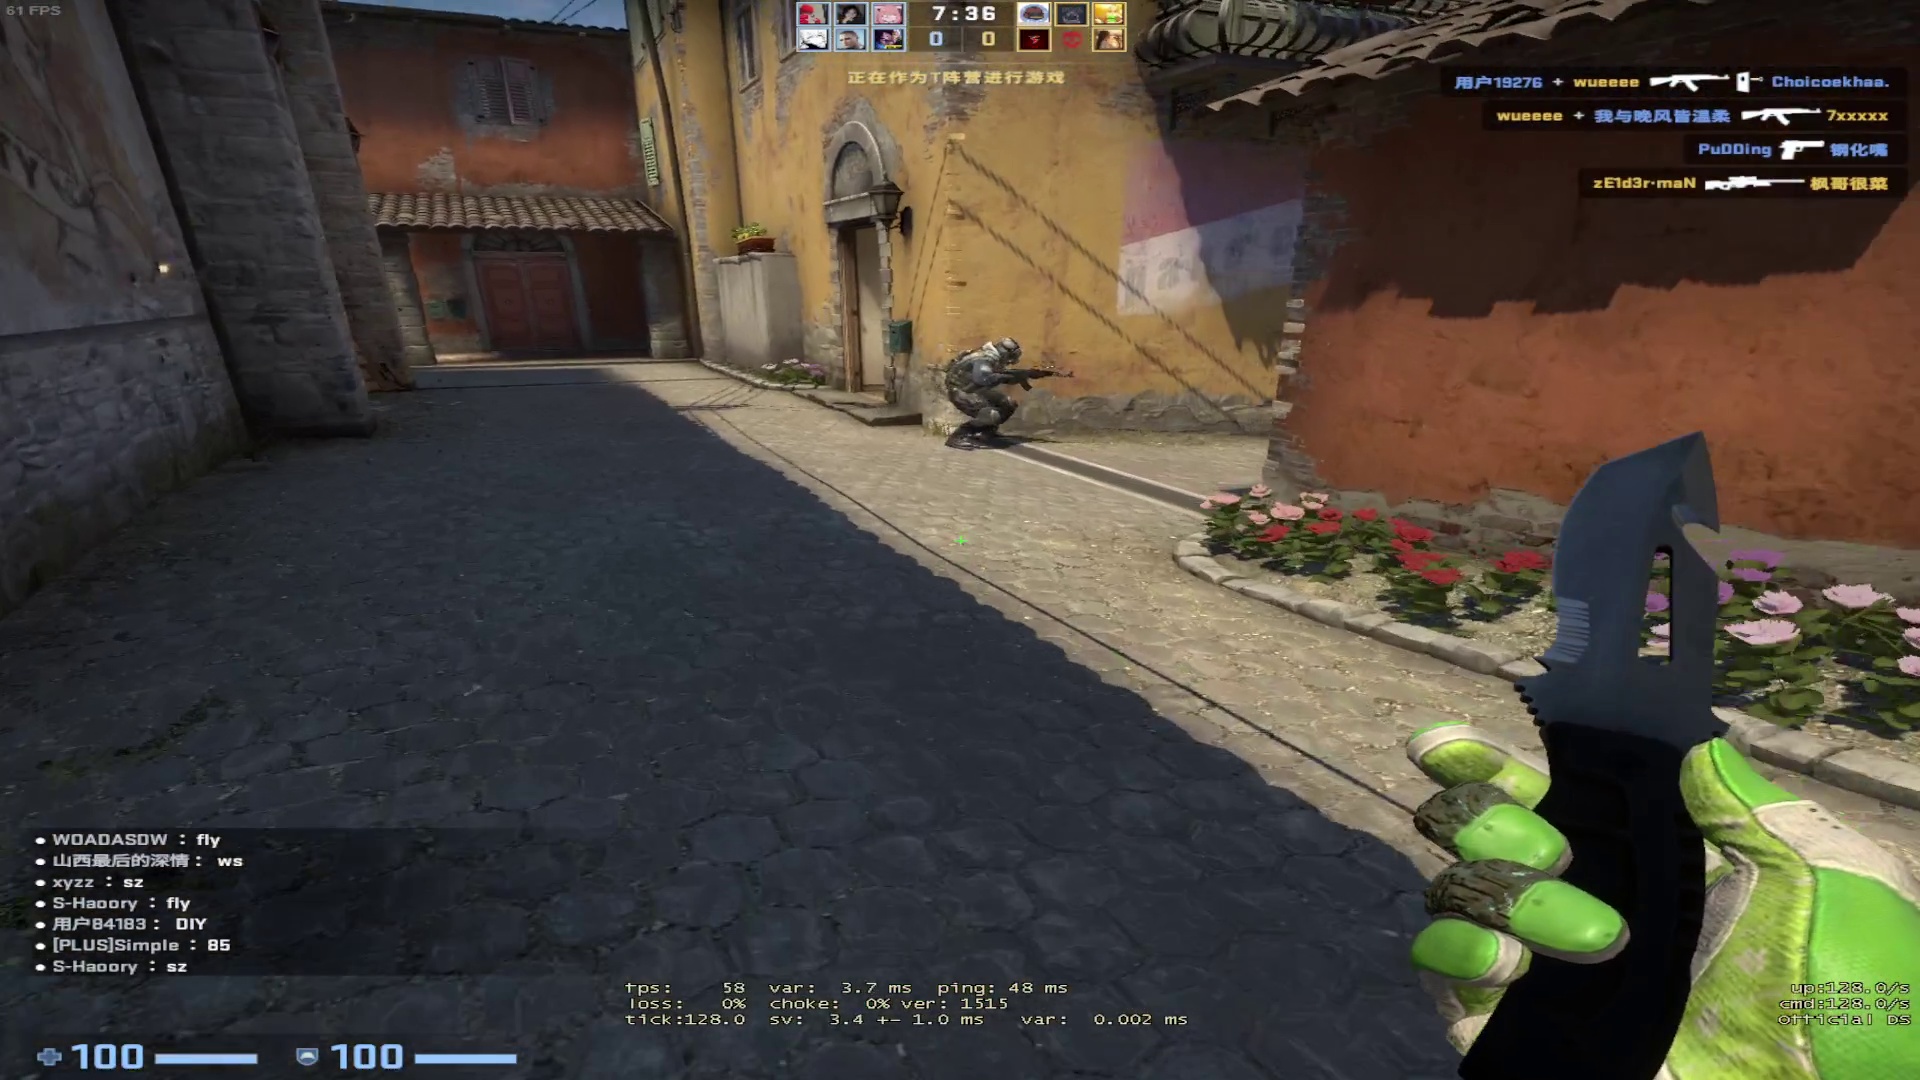 61 FPS
7:36
0 0
正在作为T阵营进行游戏
用户19276 + wueeee Choicoekhaa.
wueeee + 我与晚风皆温柔 7xxxxx
PuDDing 钢化嘴
zE1d3r·maN 枫哥很菜
WDADASDW : fly
山西最后的深情 : ws
xyzz : sz
S-Haoory : fly
用户84183 : DIY
[PLUS]Simple : 85
S-Haoory : sz
fps: 58 var: 3.7 ms ping: 48 ms
loss: 0% choke: 0% ver: 1515
tick:128.0 sv: 3.4 +- 1.0 ms var: 0.002 ms
up:128.0/s
cmd:128.0/s
Official DS
100 100